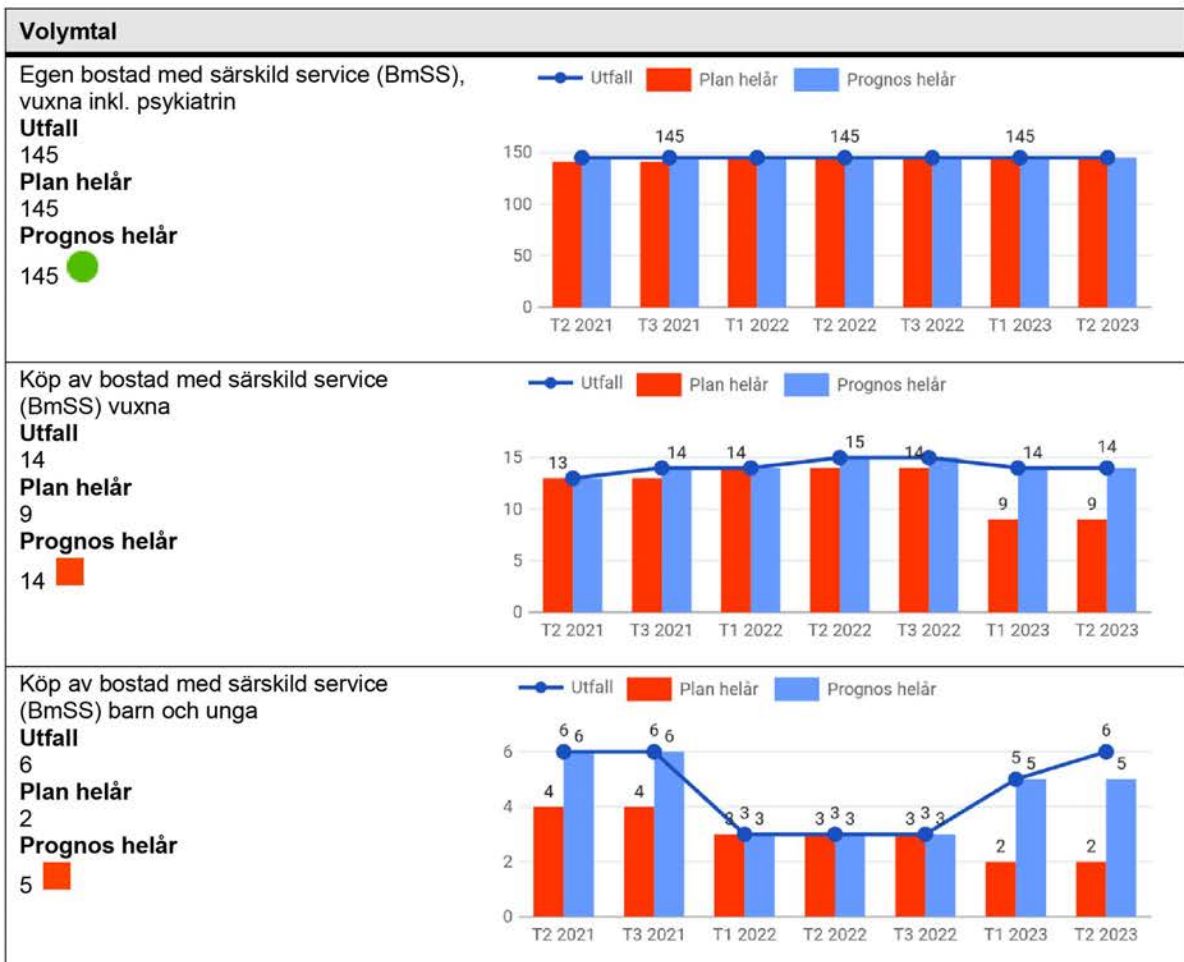 Volymtal
Egen bostad med särskild service (BmSS),
vuxna inkl. psykiatrin
Utfall
145
Plan helår
145
Prognos helår
145
Utfall Plan helår Prognos helår
145 145 145
150
100
50
0
T2 2021 T3 2021 T1 2022 T2 2022 T3 2022 T1 2023 T2 2023
Köp av bostad med särskild service
(BmSS) vuxna
Utfall
14
Plan helår
9
Prognos helår
14
Utfall Plan helår Prognos helår
13 14 14 15 14 14 14
9 9
15
10
5
0
T2 2021 T3 2021 T1 2022 T2 2022 T3 2022 T1 2023 T2 2023
Köp av bostad med särskild service
(BmSS) barn och unga
Utfall
6
Plan helår
2
Prognos helår
5
Utfall Plan helår Prognos helår
6 6 6 6 5 5 6 5
4 4 3 3 3 3 3 3 3 3 3 2 2
6
4
2
0
T2 2021 T3 2021 T1 2022 T2 2022 T3 2022 T1 2023 T2 2023